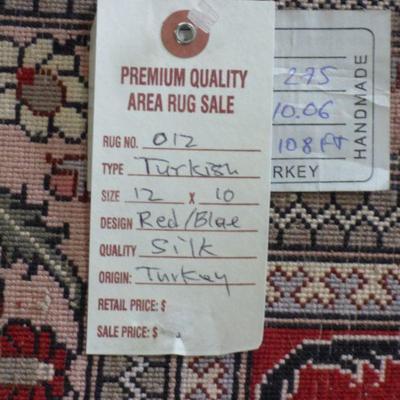 PREMIUM QUALITY
AREA RUG SALE
RUG NO. 012
TYPE Turkish
SIZE 12 X 10
DESIGN Red/Blue
QUALITY Silk
ORIGIN: Turkey
RETAIL PRICE: $
SALE PRICE: $
275
10.06
108 FT
RKEY
HANDMADE